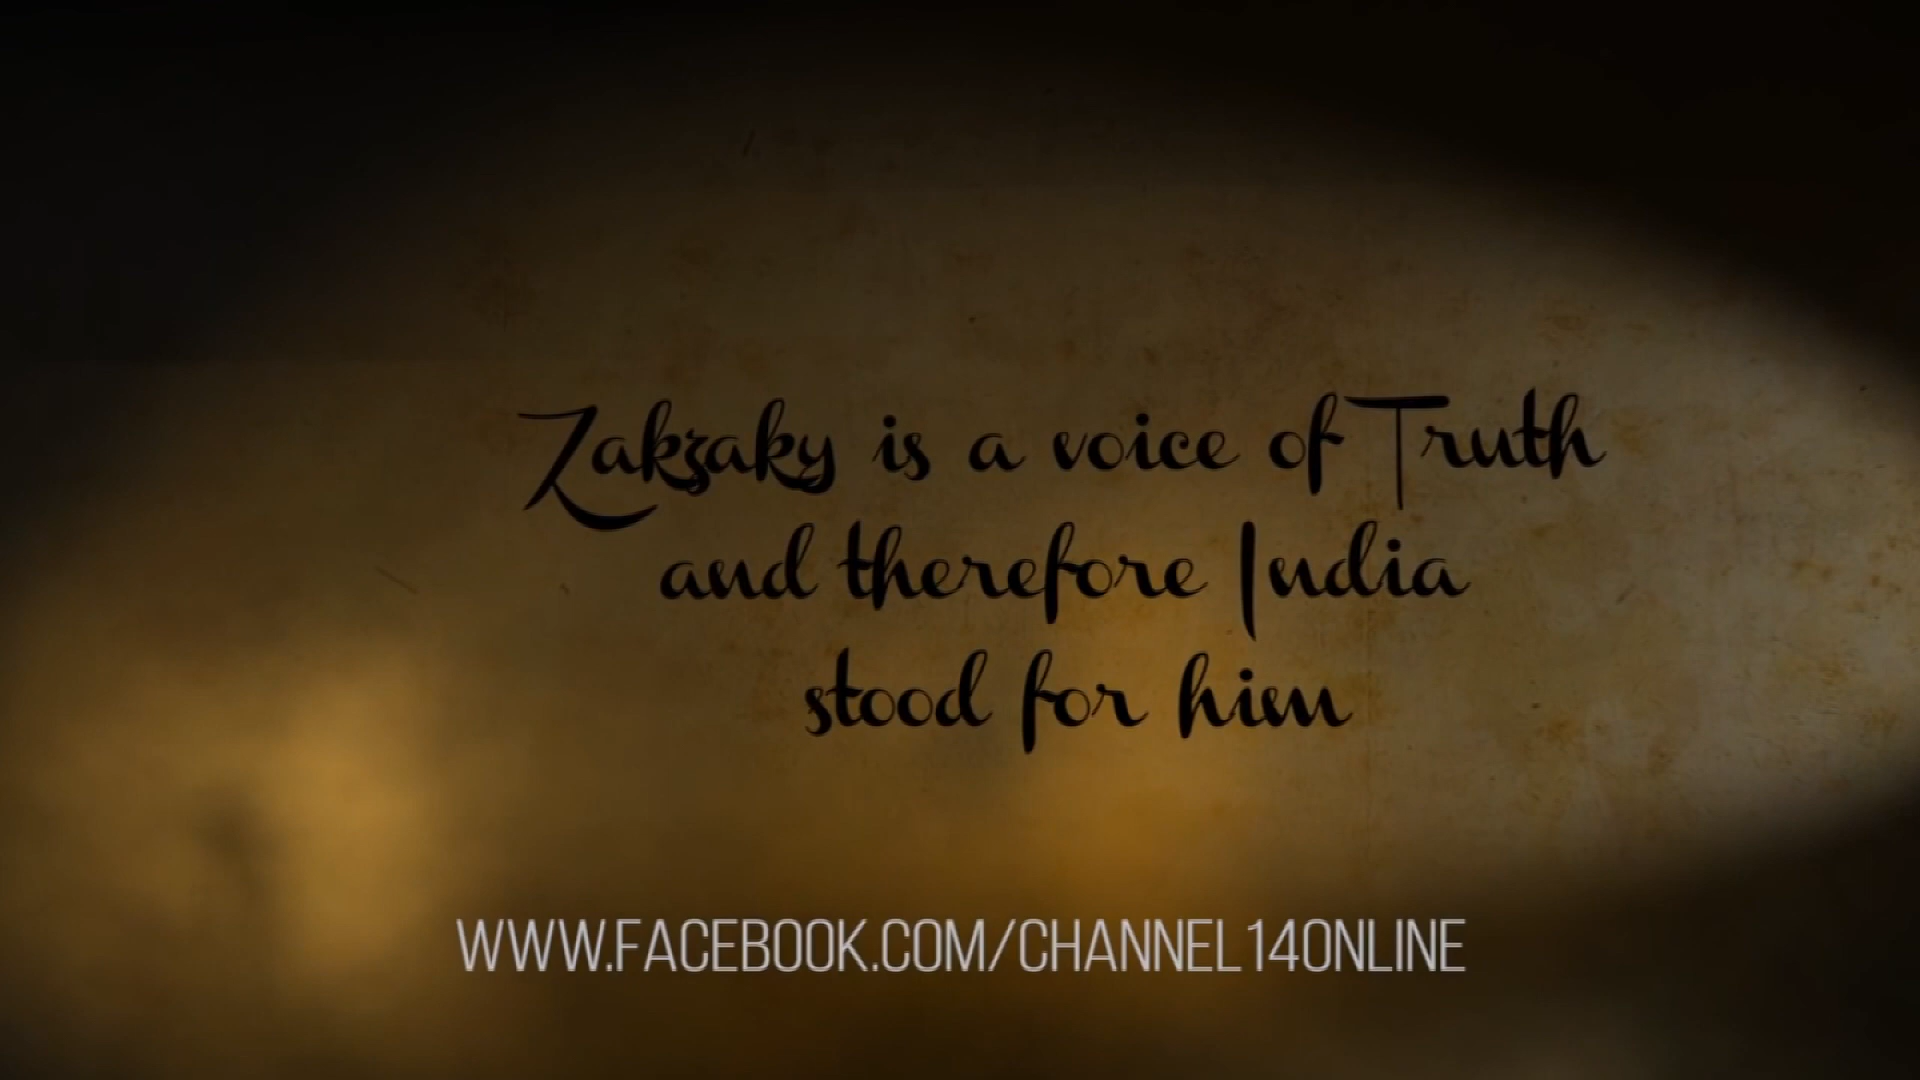 Zakzaky is a voice of Truth
and therefore India
stood for him
WWW.FACEBOOK.COM/CHANNEL14ONLINE